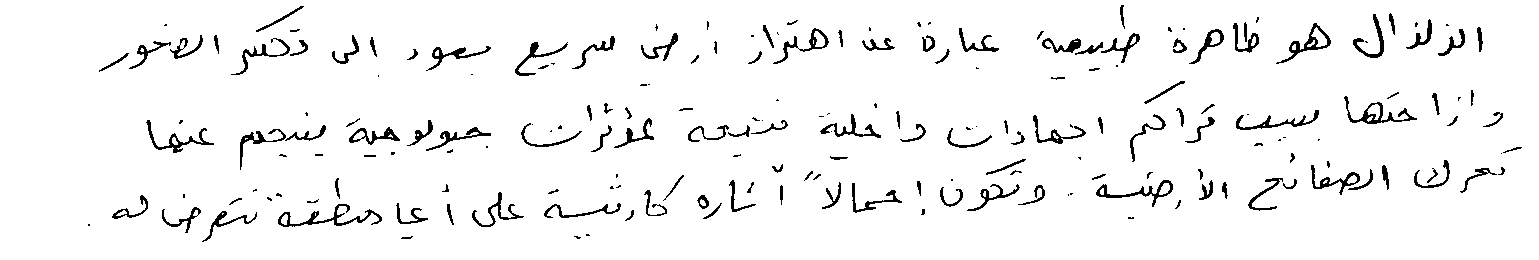 الزلزال هو ظاهرة طبيعية عبارة عن اهتزاز أرضي سريع يعود الى تكسر الصخور
وازاحتها بسبب تراكم اجهادات داخلية نتيجة لمؤثرات جيولوجية ينجم عنها
تحرك الصفائح الأرضية. وتكون إجمالاً آثاره كارثية على أي منطقة تتعرض له.